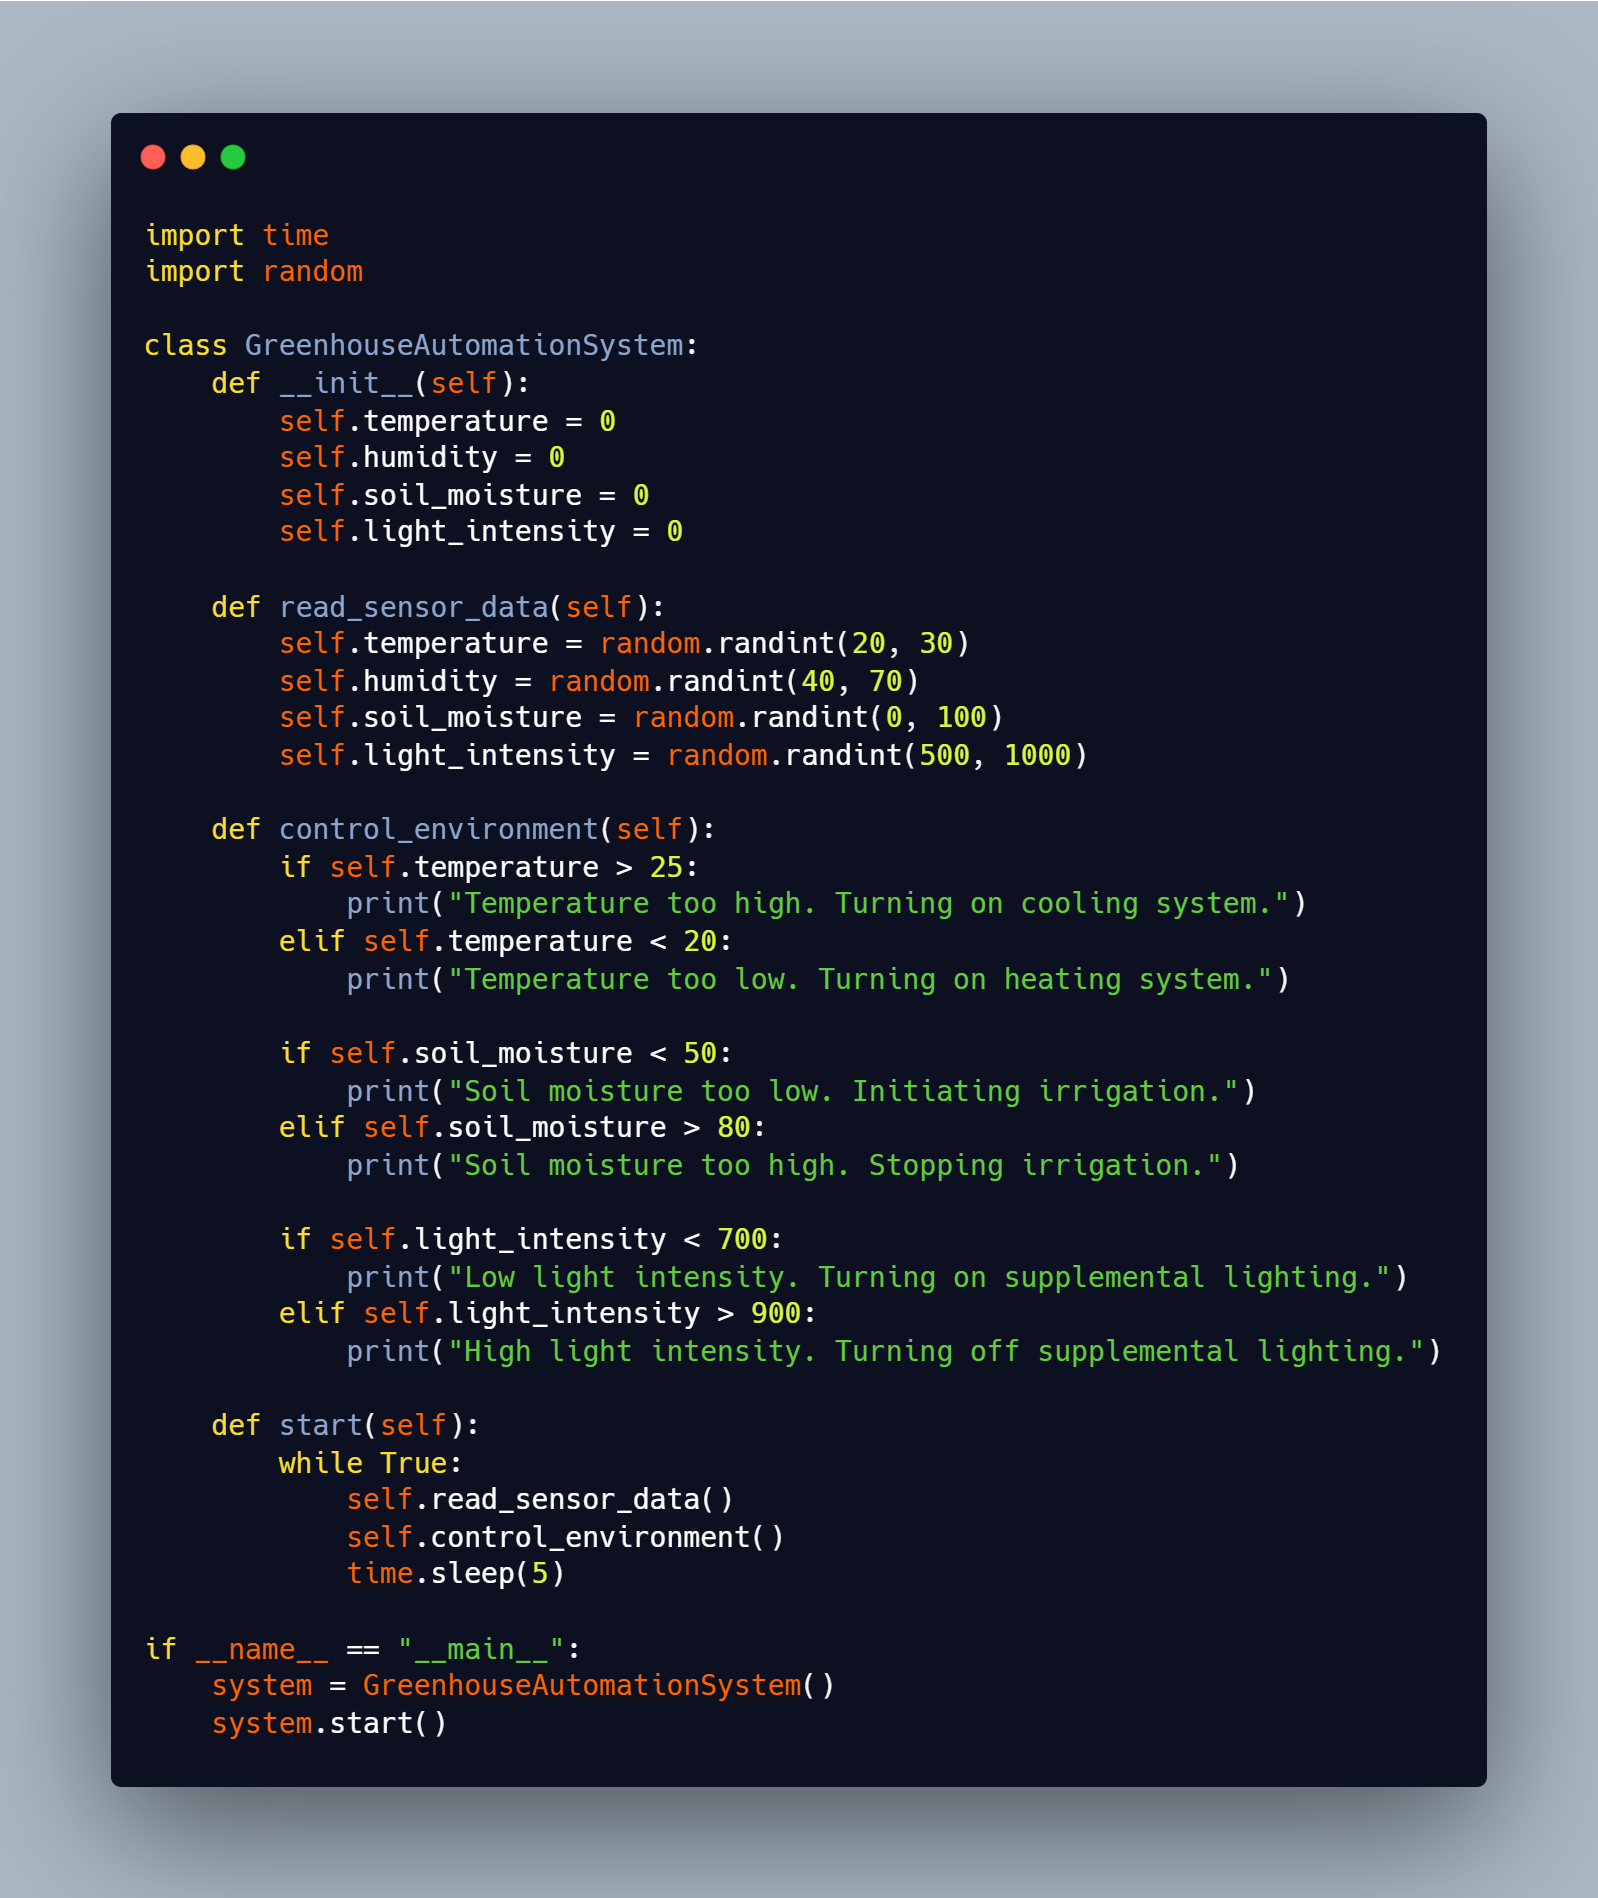 import time
import random

class GreenhouseAutomationSystem:
    def __init__(self):
        self.temperature = 0
        self.humidity = 0
        self.soil_moisture = 0
        self.light_intensity = 0

    def read_sensor_data(self):
        self.temperature = random.randint(20, 30)
        self.humidity = random.randint(40, 70)
        self.soil_moisture = random.randint(0, 100)
        self.light_intensity = random.randint(500, 1000)

    def control_environment(self):
        if self.temperature > 25:
            print("Temperature too high. Turning on cooling system.")
        elif self.temperature < 20:
            print("Temperature too low. Turning on heating system.")

        if self.soil_moisture < 50:
            print("Soil moisture too low. Initiating irrigation.")
        elif self.soil_moisture > 80:
            print("Soil moisture too high. Stopping irrigation.")

        if self.light_intensity < 700:
            print("Low light intensity. Turning on supplemental lighting.")
        elif self.light_intensity > 900:
            print("High light intensity. Turning off supplemental lighting.")

    def start(self):
        while True:
            self.read_sensor_data()
            self.control_environment()
            time.sleep(5)

if __name__ == "__main__":
    system = GreenhouseAutomationSystem()
    system.start()